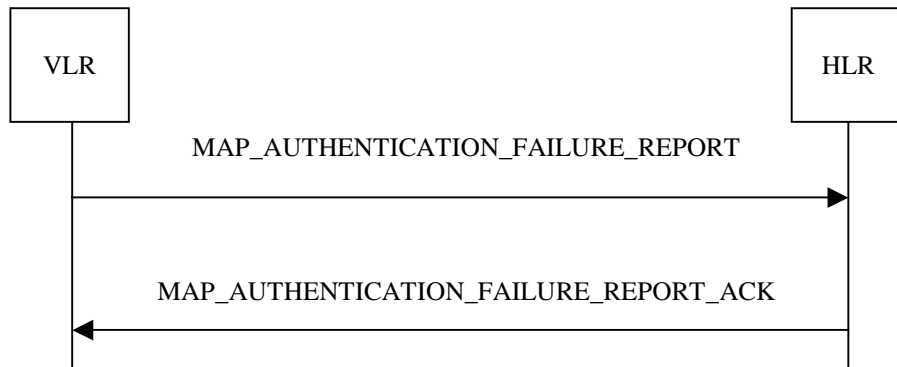 VLR
HLR
MAP_AUTHENTICATION_FAILURE_REPORT
MAP_AUTHENTICATION_FAILURE_REPORT_ACK